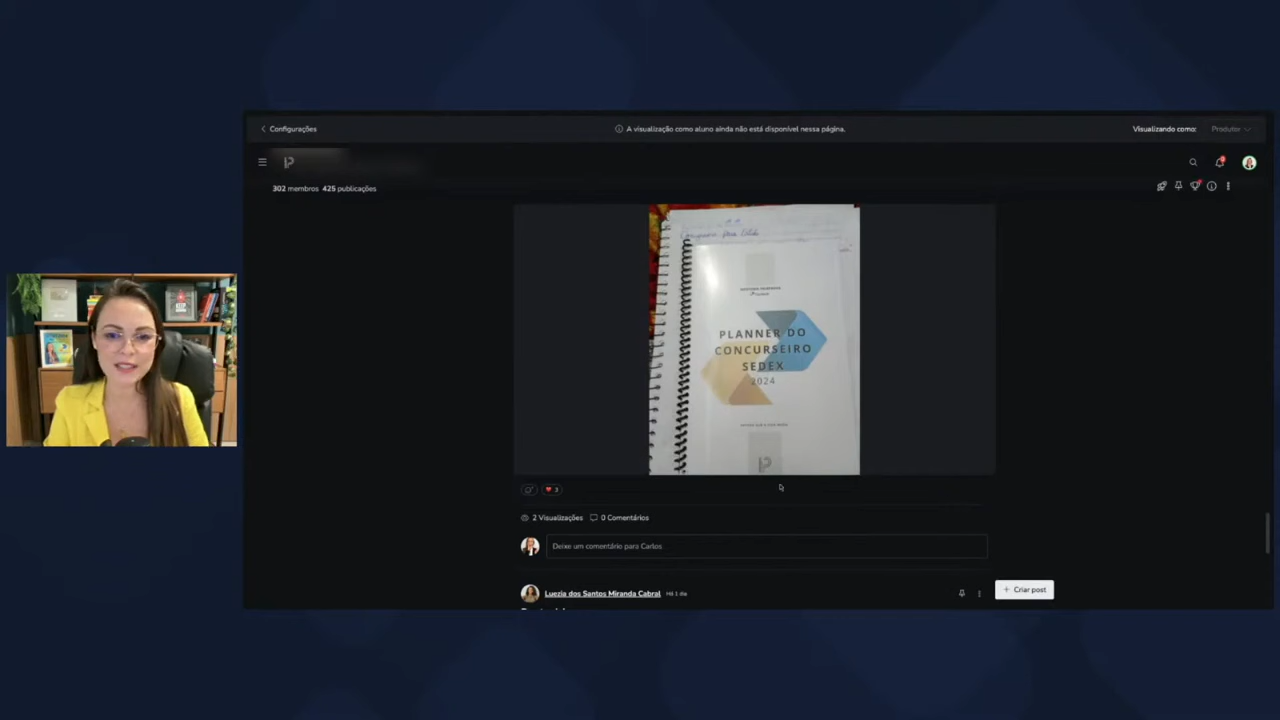 Configurações
A visualização como aluno ainda não está disponível nessa página.
Visualizando como:
Produtor
302 membros 425 publicações
PLANNER DO
CONCURSEIRO
SEDEX
2024
3
2 Visualizações
0 Comentários
Deixe um comentário para Carlos
Luezia dos Santos Miranda Cabral
Há 1 dia
+ Criar post